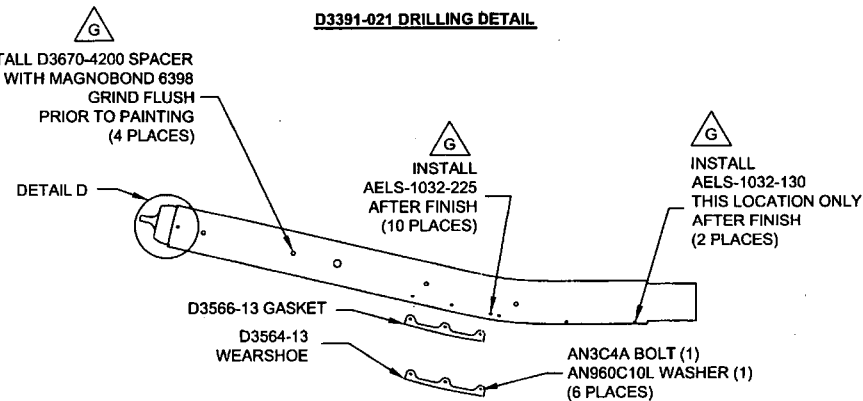 D3391-021 DRILLING DETAIL
G
TALL D3670-4200 SPACER
WITH MAGNOBOND 6398
GRIND FLUSH
PRIOR TO PAINTING
(4 PLACES)
G
INSTALL
AELS-1032-225
AFTER FINISH
(10 PLACES)
G
INSTALL
AELS-1032-130
THIS LOCATION ONLY
AFTER FINISH
(2 PLACES)
DETAIL D
D3566-13 GASKET
D3564-13
WEARSHOE
AN3C4A BOLT (1)
AN960C10L WASHER (1)
(6 PLACES)